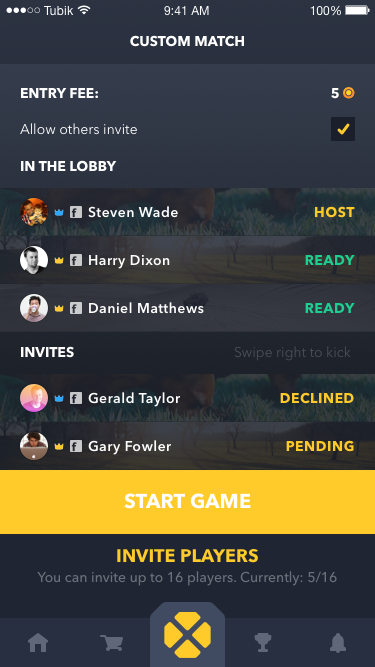 Tubik 9:41 AM 100%
CUSTOM MATCH
ENTRY FEE: 5
Allow others invite
IN THE LOBBY
Steven Wade HOST
Harry Dixon READY
Daniel Matthews READY
INVITES Swipe right to kick
Gerald Taylor DECLINED
Gary Fowler PENDING
START GAME
INVITE PLAYERS
You can invite up to 16 players. Currently: 5/16